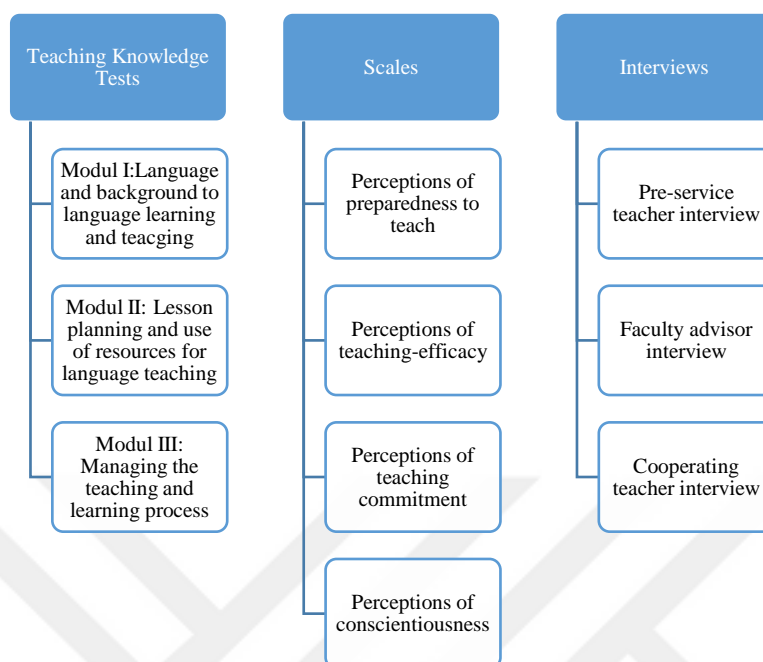 Teaching Knowledge
Tests
Modul I:Language
and background to
language learning
and teacging
Modul II: Lesson
planning and use
of resources for
language teaching
Modul III:
Managing the
teaching and
learning process
Scales
Perceptions of
preparedness to
teach
Perceptions of
teaching-efficacy
Perceptions of
teaching
commitment
Perceptions of
conscientiousness
Interviews
Pre-service
teacher interview
Faculty advisor
interview
Cooperating
teacher interview